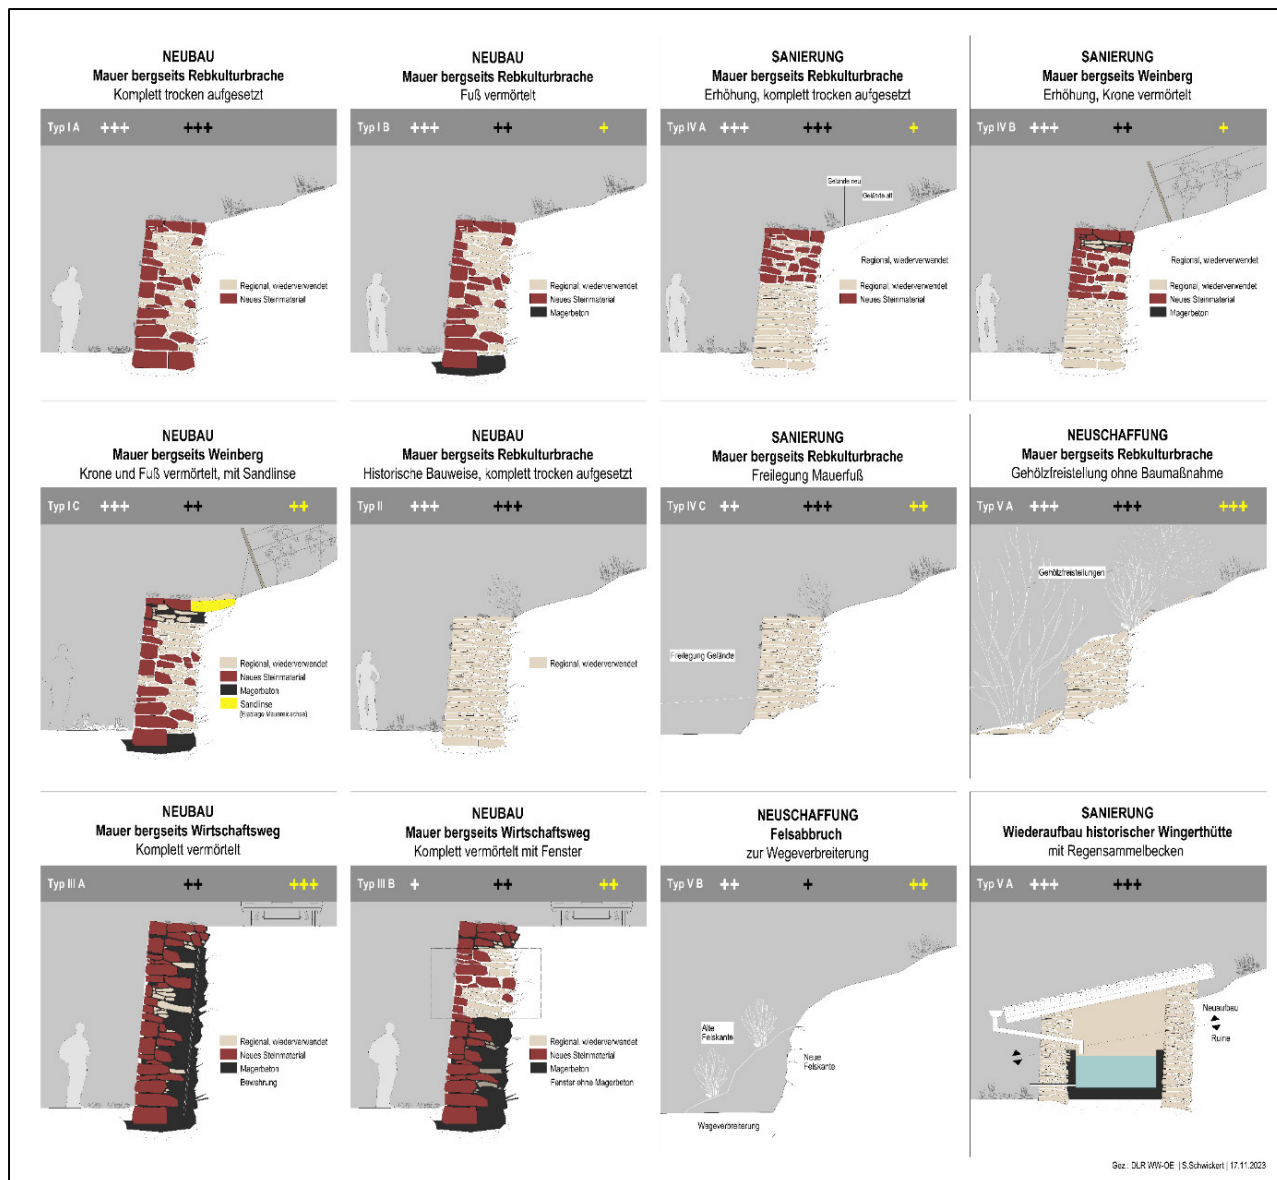 NEUBAU
Mauer bergseits Rebkulturbrache
Komplett trocken aufgesetzt
Typ I A +++ +++
Regional, wiederverwendet
Neues Steinmaterial
NEUBAU
Mauer bergseits Rebkulturbrache
Fuß vermörtelt
Typ I B +++ ++ +
Regional, wiederverwendet
Neues Steinmaterial
Magerbeton
SANIERUNG
Mauer bergseits Rebkulturbrache
Erhöhung, komplett trocken aufgesetzt
Typ IV A +++ +++ +
Gelände neu
Gelände alt
Regional, wiederverwendet
Regional, wiederverwendet
Neues Steinmaterial
SANIERUNG
Mauer bergseits Weinberg
Erhöhung, Krone vermörtelt
Typ IV B +++ ++ +
Regional, wiederverwendet
Regional, wiederverwendet
Neues Steinmaterial
Magerbeton
NEUBAU
Mauer bergseits Weinberg
Krone und Fuß vermörtelt, mit Sandlinse
Typ I C +++ ++ ++
Regional, wiederverwendet
Neues Steinmaterial
Magerbeton
Sandlinse
NEUBAU
Mauer bergseits Rebkulturbrache
Historische Bauweise, komplett trocken aufgesetzt
Typ II +++ +++
Regional, wiederverwendet
SANIERUNG
Mauer bergseits Rebkulturbrache
Freilegung Mauerfuß
Typ IV C ++ +++ ++
Freilegung Gelände
NEUSCHAFFUNG
Mauer bergseits Rebkulturbrache
Gehölzfreistellung ohne Baumaßnahme
Typ V A +++ +++ +++
Gehölzfreistellungen
NEUBAU
Mauer bergseits Wirtschaftsweg
Komplett vermörtelt
Typ III A ++ +++
Regional, wiederverwendet
Neues Steinmaterial
Magerbeton
Bewehrung
NEUBAU
Mauer bergseits Wirtschaftsweg
Komplett vermörtelt mit Fenster
Typ III B + ++ ++
Regional, wiederverwendet
Neues Steinmaterial
Magerbeton
Fenster ohne Magerbeton
NEUSCHAFFUNG
Felsabbruch
zur Wegeverbreiterung
Typ V B ++ + ++
Alte
Felskante
Neue
Felskante
Wegeverbreiterung
SANIERUNG
Wiederaufbau historischer Wingerthütte
mit Regensammelbecken
Typ V A +++ +++
Neuaufbau
Ruine
Gez.: DLR WW-OE | S.Schwickert | 17.11.2023